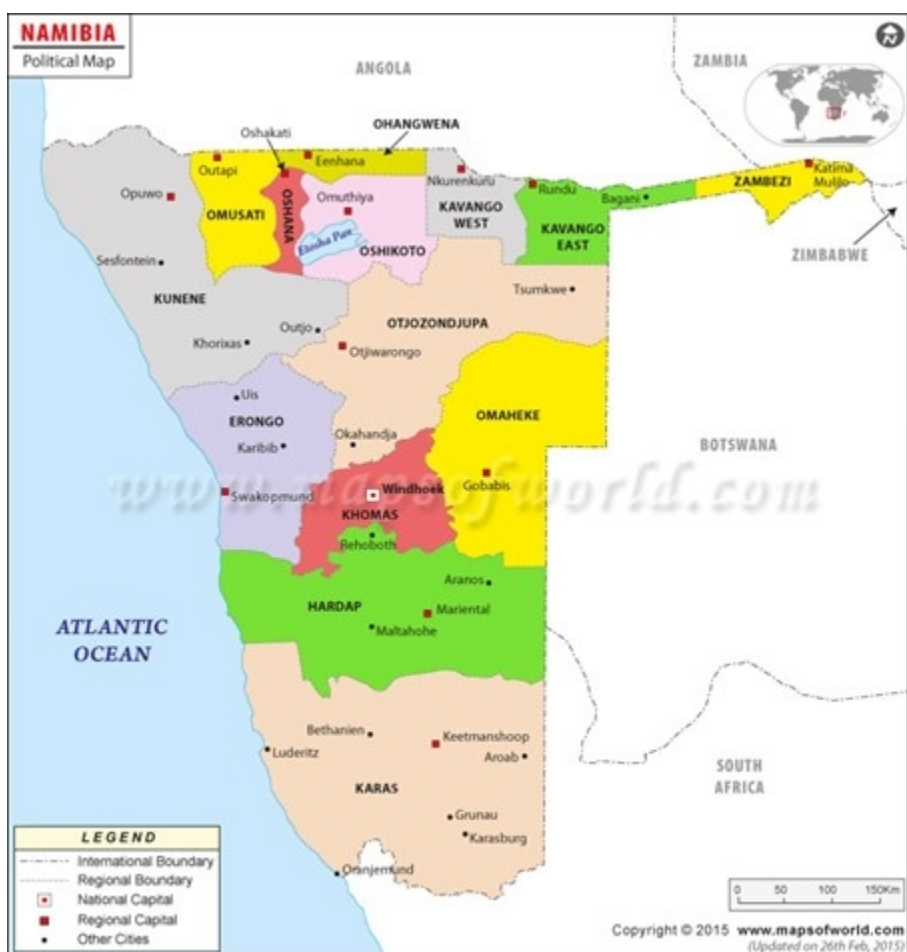 NAMIBIA
Political Map
ANGOLA
ZAMBIA
OHANGWENA
Oshakati
Outapi
Eenhana
Nkurenkuru
Rundu
Bagani
ZAMBEZI
Katima
Mulilo
Opuwo
OMUSATI
OSHANA
Omuthiya
KAVANGO
WEST
KAVANGO
EAST
Etosha Pan
OSHIKOTO
ZIMBABWE
Sesfontein
KUNENE
Tsumkwe
Outjo
OTJOZONDJUPA
Khorixas
Otjiwarongo
Uis
ERONGO
OMAHEKE
Karibib
Okahandja
BOTSWANA
www.mapsofworld.com
Swakopmund
Windhoek
Gobabis
KHOMAS
Rehoboth
Aranos
HARDAP
Mariental
Maltahohe
ATLANTIC
OCEAN
Bethanien
Keetmanshoop
Luderitz
Aroab
SOUTH
AFRICA
KARAS
Grunau
Karasburg
Oranjemund
LEGEND
International Boundary
Regional Boundary
National Capital
Regional Capital
Other Cities
0 50 100 150Km
Copyright © 2015 www.mapsofworld.com
(Updated on 26th Feb, 2015)